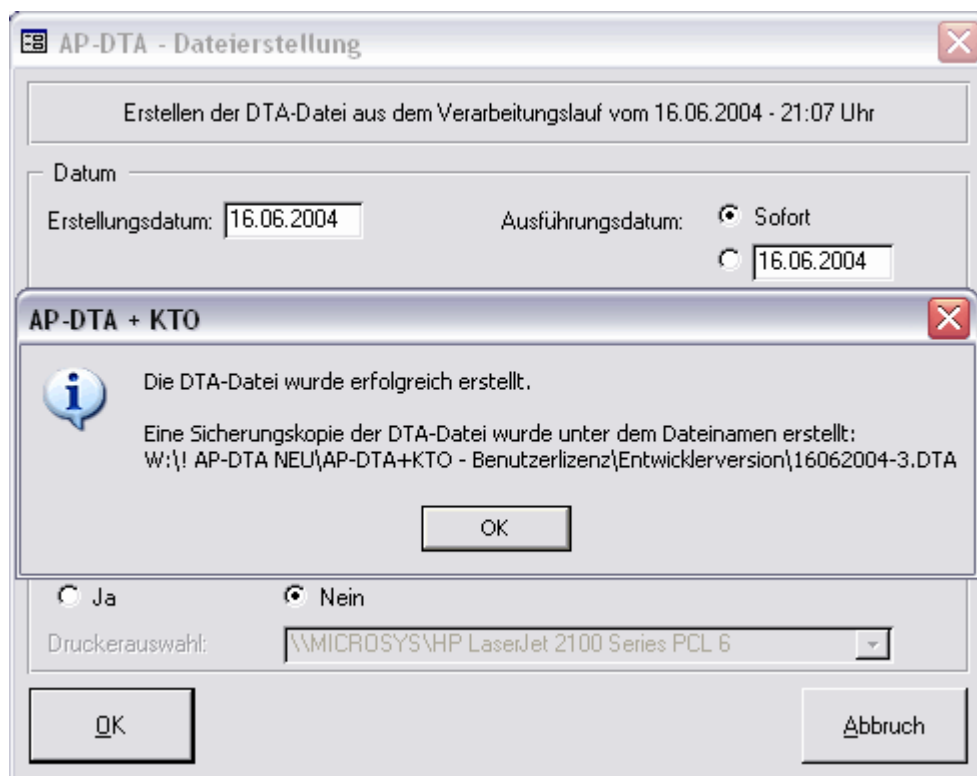 AP-DTA - Dateierstellung
Erstellen der DTA-Datei aus dem Verarbeitungslauf vom 16.06.2004 - 21:07 Uhr
Datum
Erstellungsdatum: 16.06.2004 Ausführungsdatum: Sofort
16.06.2004
AP-DTA + KTO
Die DTA-Datei wurde erfolgreich erstellt.
Eine Sicherungskopie der DTA-Datei wurde unter dem Dateinamen erstellt:
W:\! AP-DTA NEU\AP-DTA+KTO - Benutzerlizenz\Entwicklerversion\16062004-3.DTA
OK
Ja Nein
Druckerauswahl: \\MICROSYS\HP LaserJet 2100 Series PCL 6
OK Abbruch